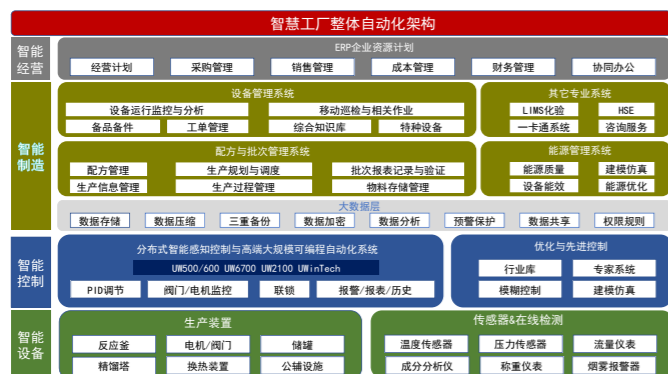 智慧工厂整体自动化架构
智能
经营
ERP企业资源计划
经营计划 采购管理 销售管理 成本管理 财务管理 协同办公
智能
制造
设备管理系统
设备运行监控与分析 移动巡检与相关作业
备品备件 工单管理 综合知识库 特种设备
其它专业系统
LIMS化验 HSE
一卡通系统 咨询服务
配方与批次管理系统
配方管理 生产规划与调度 批次报表记录与验证
生产信息管理 生产过程管理 物料存储管理
能源管理系统
能源质量 建模仿真
设备能效 能源优化
大数据层
数据存储 数据压缩 三重备份 数据加密 数据分析 预警保护 数据共享 权限规则
智能
控制
分布式智能感知控制与高端大规模可编程自动化系统
UW500/600 UW6700 UW2100 UWinTech
PID调节 阀门/电机监控 联锁 报警/报表/历史
优化与先进控制
行业库 专家系统
模糊控制 建模仿真
智能
设备
生产装置
反应釜 电机/阀门 储罐
精馏塔 换热装置 公辅设施
传感器&在线检测
温度传感器 压力传感器 流量仪表
成分分析仪 称重仪表 烟雾报警器